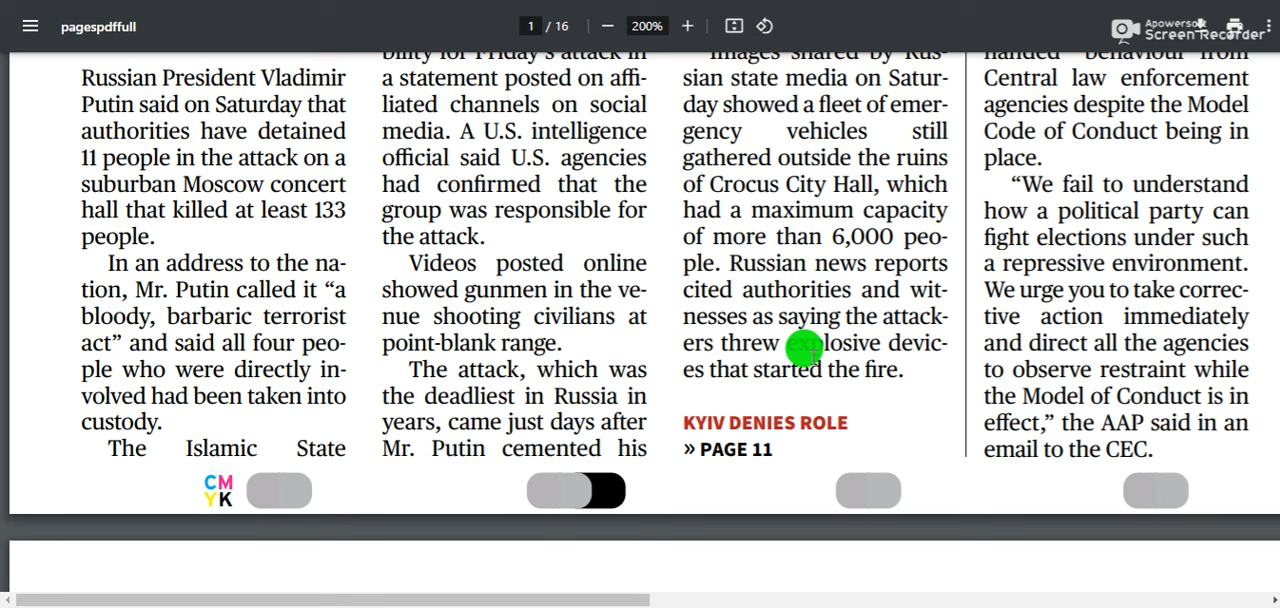 pagespdffull
1 / 16
200%
Apowersoft
Screen Recorder
Russian President Vladimir
Putin said on Saturday that
authorities have detained
11 people in the attack on a
suburban Moscow concert
hall that killed at least 133
people.
In an address to the na-
tion, Mr. Putin called it “a
bloody, barbaric terrorist
act” and said all four peo-
ple who were directly in-
volved had been taken into
custody.
The Islamic State
bility for Friday’s attack in
a statement posted on affi-
liated channels on social
media. A U.S. intelligence
official said U.S. agencies
had confirmed that the
group was responsible for
the attack.
Videos posted online
showed gunmen in the ve-
nue shooting civilians at
point-blank range.
The attack, which was
the deadliest in Russia in
years, came just days after
Mr. Putin cemented his
Images shared by Rus-
sian state media on Satur-
day showed a fleet of emer-
gency vehicles still
gathered outside the ruins
of Crocus City Hall, which
had a maximum capacity
of more than 6,000 peo-
ple. Russian news reports
cited authorities and wit-
nesses as saying the attack-
ers threw explosive devic-
es that started the fire.
KYIV DENIES ROLE
» PAGE 11
handed behaviour from
Central law enforcement
agencies despite the Model
Code of Conduct being in
place.
“We fail to understand
how a political party can
fight elections under such
a repressive environment.
We urge you to take correc-
tive action immediately
and direct all the agencies
to observe restraint while
the Model of Conduct is in
effect,” the AAP said in an
email to the CEC.
CM
YK